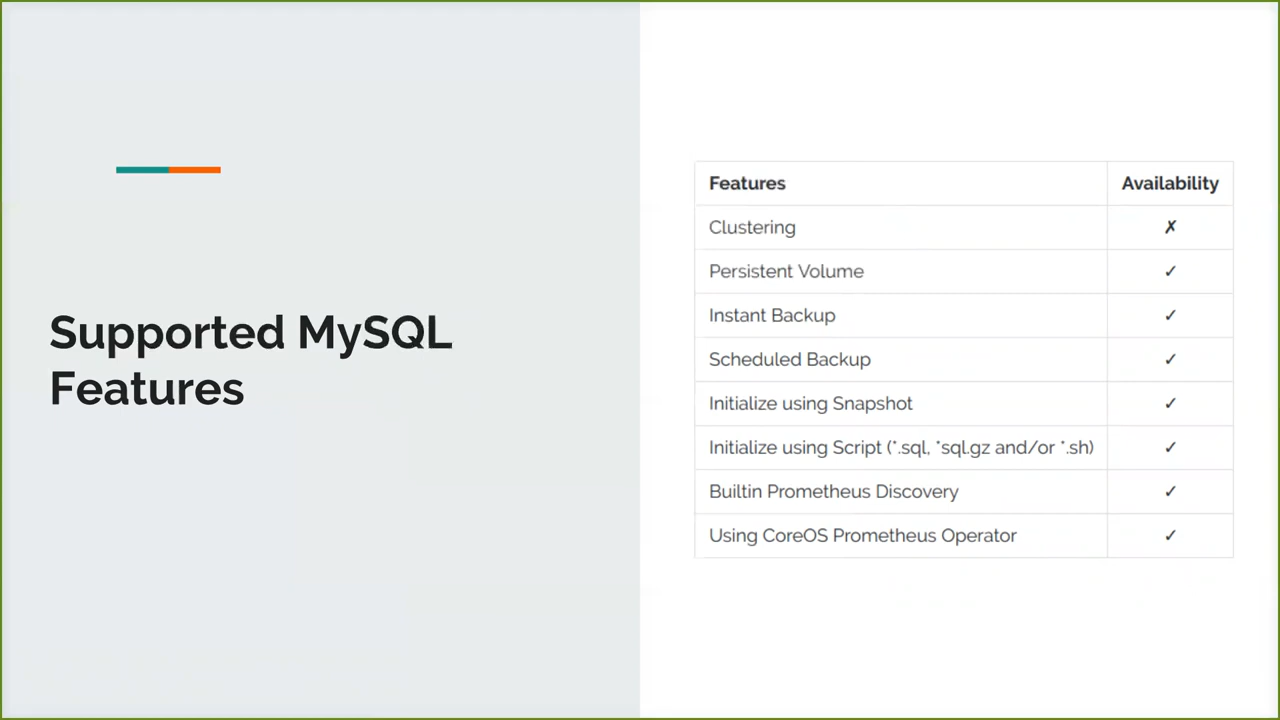 Supported MySQL
Features
Features Availability
Clustering ✗
Persistent Volume ✓
Instant Backup ✓
Scheduled Backup ✓
Initialize using Snapshot ✓
Initialize using Script (*.sql, *sql.gz and/or *.sh) ✓
Builtin Prometheus Discovery ✓
Using CoreOS Prometheus Operator ✓